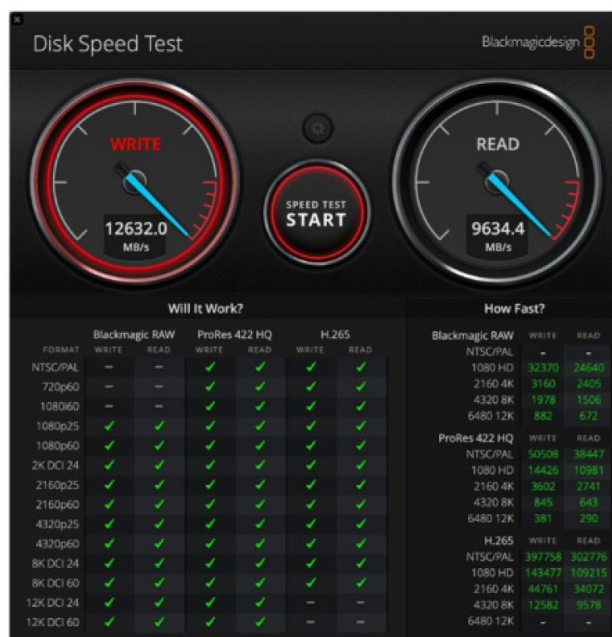 Disk Speed Test
Blackmagicdesign
WRITE
12632.0
MB/s
SPEED TEST
START
READ
9634.4
MB/s
Will It Work?
Blackmagic RAW ProRes 422 HQ H.265
FORMAT WRITE READ WRITE READ WRITE READ
NTSC/PAL – – ✓ ✓ ✓ ✓
720p60 – – ✓ ✓ ✓ ✓
1080i60 – – ✓ ✓ ✓ ✓
1080p25 ✓ ✓ ✓ ✓ ✓ ✓
1080p60 ✓ ✓ ✓ ✓ ✓ ✓
2K DCI 24 ✓ ✓ ✓ ✓ ✓ ✓
2160p25 ✓ ✓ ✓ ✓ ✓ ✓
2160p60 ✓ ✓ ✓ ✓ ✓ ✓
4320p25 ✓ ✓ ✓ ✓ ✓ ✓
4320p60 ✓ ✓ ✓ ✓ ✓ ✓
8K DCI 24 ✓ ✓ ✓ ✓ ✓ ✓
8K DCI 60 ✓ ✓ ✓ ✓ ✓ ✓
12K DCI 24 ✓ ✓ ✓ ✓ – –
12K DCI 60 ✓ ✓ ✓ ✓ – –
How Fast?
Blackmagic RAW WRITE READ
NTSC/PAL – –
1080 HD 32370 24640
2160 4K 3160 2405
4320 8K 1978 1506
6480 12K 882 672
ProRes 422 HQ WRITE READ
NTSC/PAL 50508 38447
1080 HD 14426 10981
2160 4K 3602 2741
4320 8K 845 643
6480 12K 381 290
H.265 WRITE READ
NTSC/PAL 397758 302776
1080 HD 143477 109215
2160 4K 44761 34072
4320 8K 12582 9578
6480 12K – –